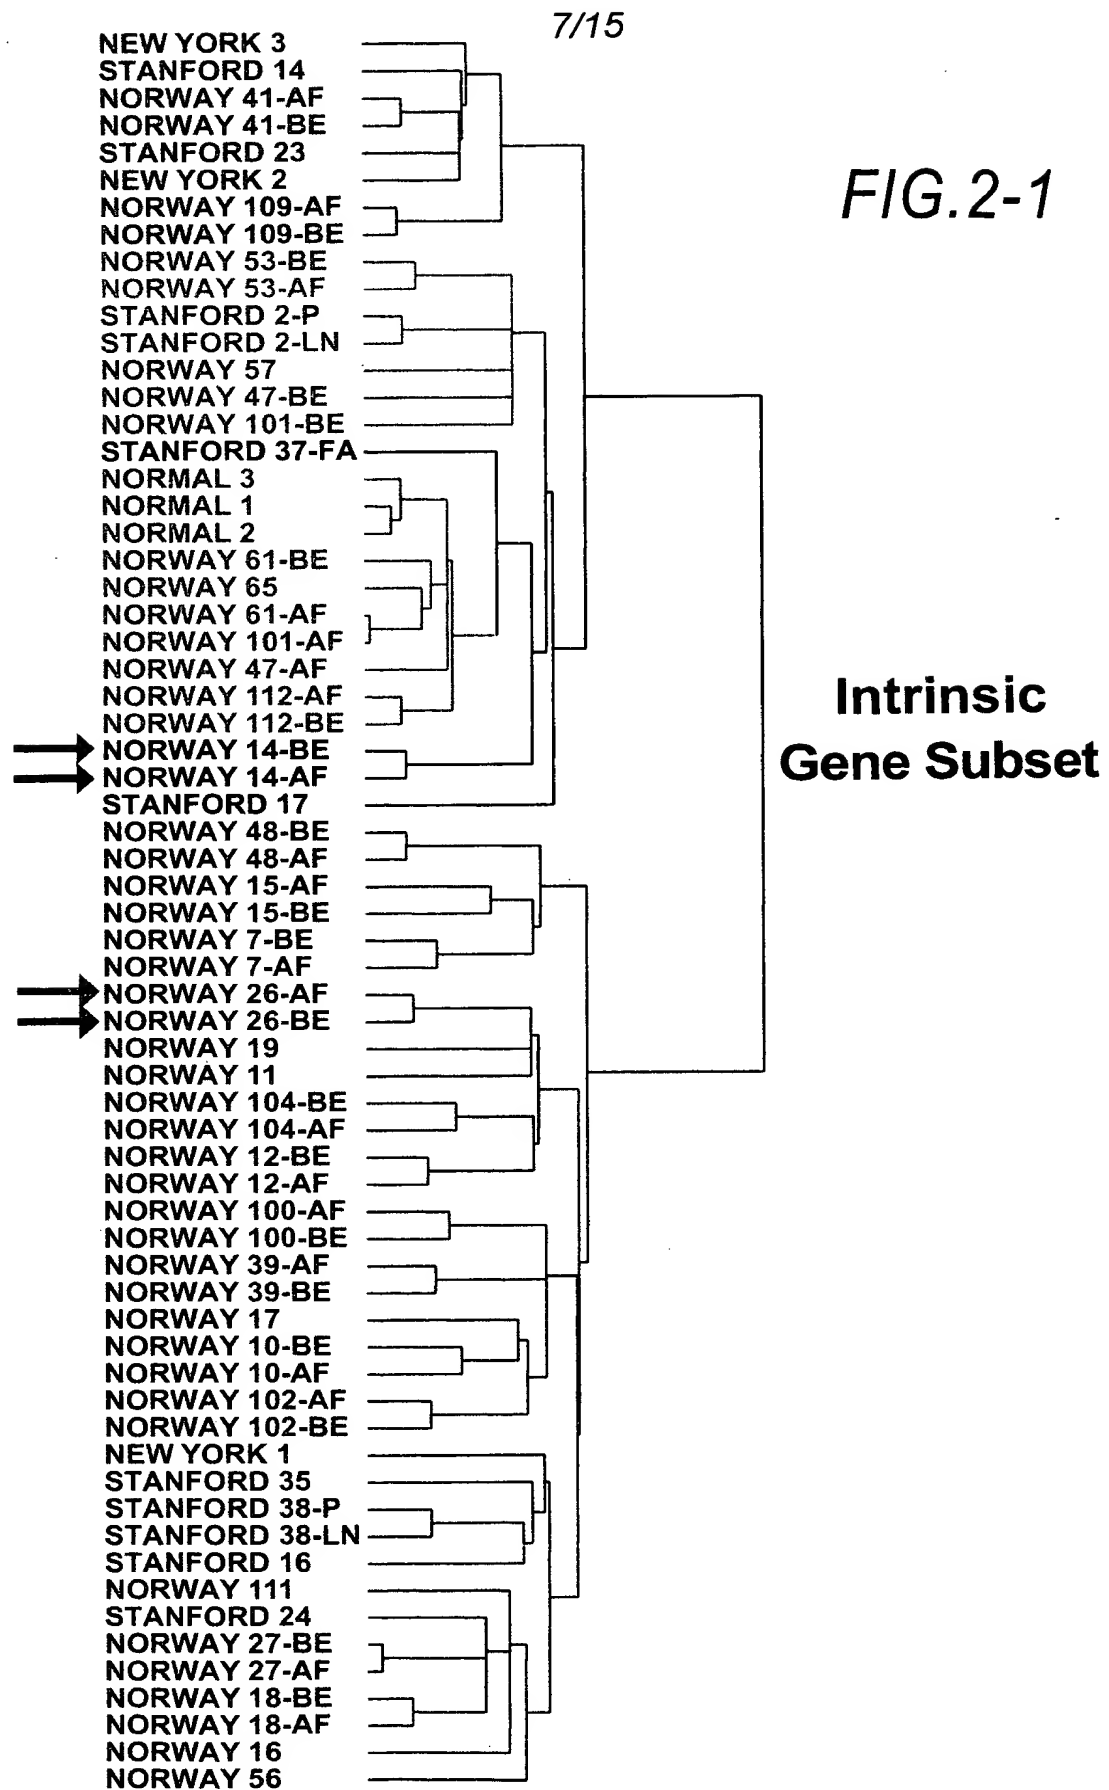 7/15
NEW YORK 3
STANFORD 14
NORWAY 41-AF
NORWAY 41-BE
STANFORD 23
NEW YORK 2
NORWAY 109-AF
NORWAY 109-BE
NORWAY 53-BE
NORWAY 53-AF
STANFORD 2-P
STANFORD 2-LN
NORWAY 57
NORWAY 47-BE
NORWAY 101-BE
STANFORD 37-FA
NORMAL 3
NORMAL 1
NORMAL 2
NORWAY 61-BE
NORWAY 65
NORWAY 61-AF
NORWAY 101-AF
NORWAY 47-AF
NORWAY 112-AF
NORWAY 112-BE
NORWAY 14-BE
NORWAY 14-AF
STANFORD 17
NORWAY 48-BE
NORWAY 48-AF
NORWAY 15-AF
NORWAY 15-BE
NORWAY 7-BE
NORWAY 7-AF
NORWAY 26-AF
NORWAY 26-BE
NORWAY 19
NORWAY 11
NORWAY 104-BE
NORWAY 104-AF
NORWAY 12-BE
NORWAY 12-AF
NORWAY 100-AF
NORWAY 100-BE
NORWAY 39-AF
NORWAY 39-BE
NORWAY 17
NORWAY 10-BE
NORWAY 10-AF
NORWAY 102-AF
NORWAY 102-BE
NEW YORK 1
STANFORD 35
STANFORD 38-P
STANFORD 38-LN
STANFORD 16
NORWAY 111
STANFORD 24
NORWAY 27-BE
NORWAY 27-AF
NORWAY 18-BE
NORWAY 18-AF
NORWAY 16
NORWAY 56
FIG.2-1
Intrinsic
Gene Subset